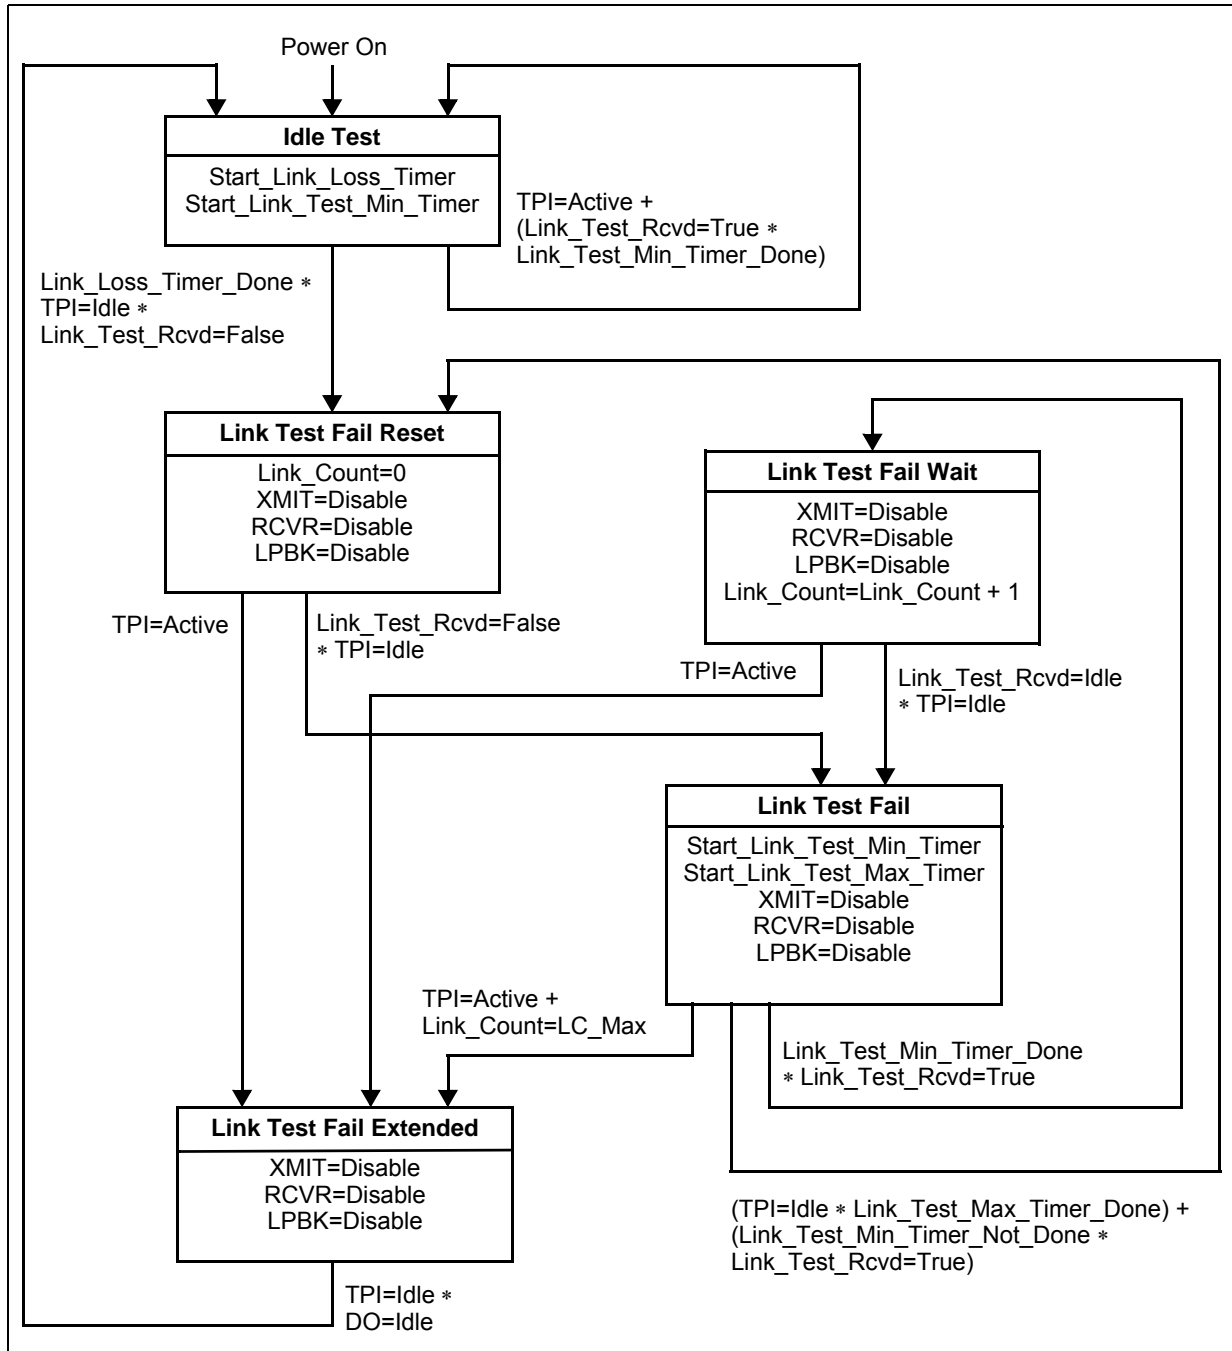 Power On
Idle Test
Start_Link_Loss_Timer
Start_Link_Test_Min_Timer
TPI=Active +
(Link_Test_Rcvd=True *
Link_Test_Min_Timer_Done)
Link_Loss_Timer_Done *
TPI=Idle *
Link_Test_Rcvd=False
Link Test Fail Reset
Link_Count=0
XMIT=Disable
RCVR=Disable
LPBK=Disable
Link Test Fail Wait
XMIT=Disable
RCVR=Disable
LPBK=Disable
Link_Count=Link_Count + 1
TPI=Active
Link_Test_Rcvd=False
* TPI=Idle
TPI=Active
Link_Test_Rcvd=Idle
* TPI=Idle
Link Test Fail
Start_Link_Test_Min_Timer
Start_Link_Test_Max_Timer
XMIT=Disable
RCVR=Disable
LPBK=Disable
TPI=Active +
Link_Count=LC_Max
Link_Test_Min_Timer_Done
* Link_Test_Rcvd=True
Link Test Fail Extended
XMIT=Disable
RCVR=Disable
LPBK=Disable
(TPI=Idle * Link_Test_Max_Timer_Done) +
(Link_Test_Min_Timer_Not_Done *
Link_Test_Rcvd=True)
TPI=Idle *
DO=Idle